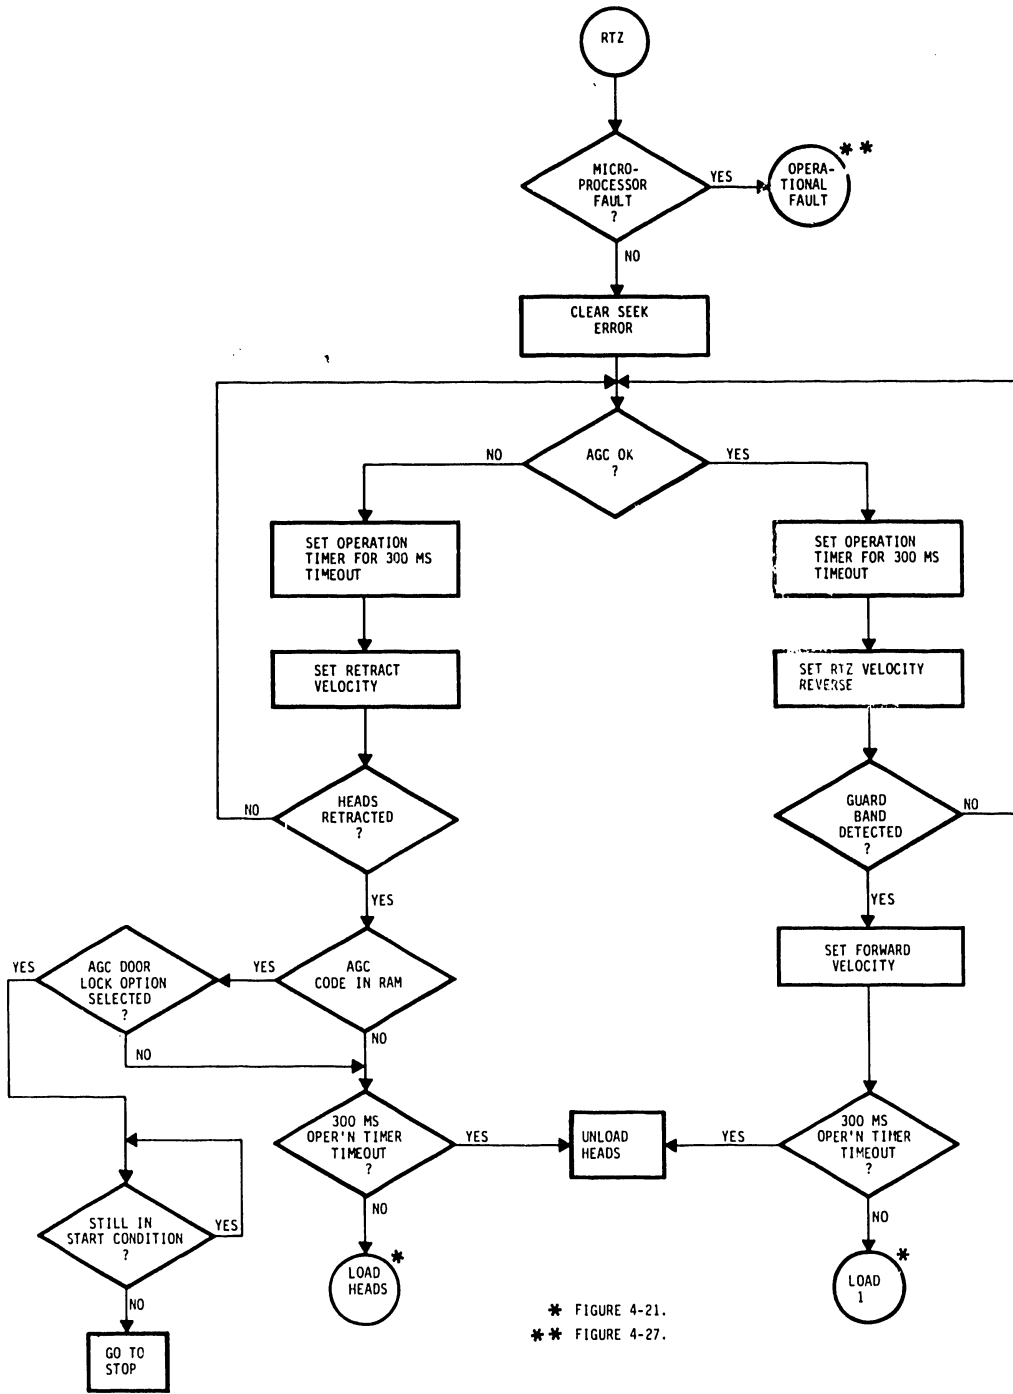 RTZ
MICRO-
PROCESSOR
FAULT
?
YES
OPERA-
TIONAL
FAULT
* *
NO
CLEAR SEEK
ERROR
AGC OK
?
NO
YES
SET OPERATION
TIMER FOR 300 MS
TIMEOUT
SET OPERATION
TIMER FOR 300 MS
TIMEOUT
SET RETRACT
VELOCITY
SET RTZ VELOCITY
REVERSE
HEADS
RETRACTED
?
NO
YES
GUARD
BAND
DETECTED
?
NO
YES
AGC DOOR
LOCK OPTION
SELECTED
?
YES
NO
AGC
CODE IN RAM
YES
NO
SET FORWARD
VELOCITY
300 MS
OPER'N TIMER
TIMEOUT
?
YES
NO
UNLOAD
HEADS
300 MS
OPER'N TIMER
TIMEOUT
?
YES
NO
STILL IN
START CONDITION
?
YES
NO
LOAD
HEADS
*
LOAD
1
*
GO TO
STOP
* FIGURE 4-21.
* * FIGURE 4-27.